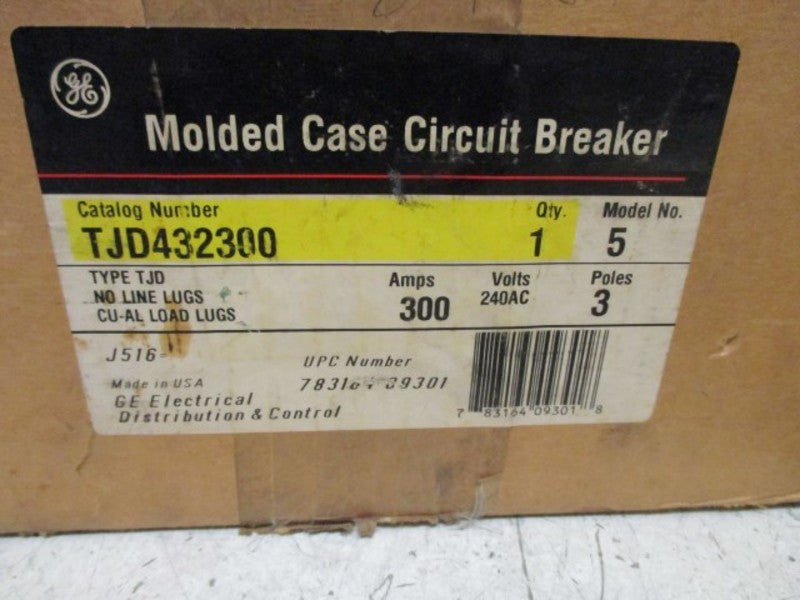 GE
Molded Case Circuit Breaker
Catalog Number Qty. Model No.
TJD432300 1 5
TYPE TJD Amps Volts Poles
NO LINE LUGS 300 240AC 3
CU-AL LOAD LUGS
J516-
UPC Number
Made in USA 783164 09301
GE Electrical
Distribution & Control
7 83164 09301 8